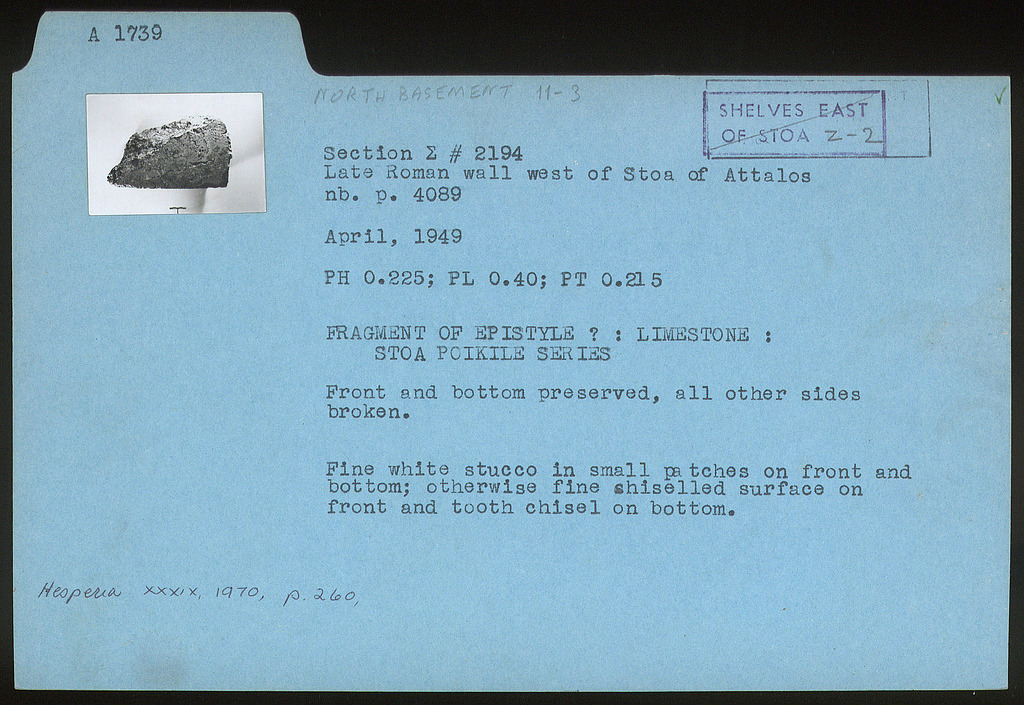 A 1739
NORTH BASEMENT 11-3
SHELVES EAST
OF STOA Z-2
T
Section Σ # 2194
Late Roman wall west of Stoa of Attalos
nb. p. 4089
April, 1949
PH 0.225; PL 0.40; PT 0.215
FRAGMENT OF EPISTYLE ? : LIMESTONE :
STOA POIKILE SERIES
Front and bottom preserved, all other sides
broken.
Fine white stucco in small patches on front and
bottom; otherwise fine shiselled surface on
front and tooth chisel on bottom.
Hesperia XXXIX, 1970, p. 260,